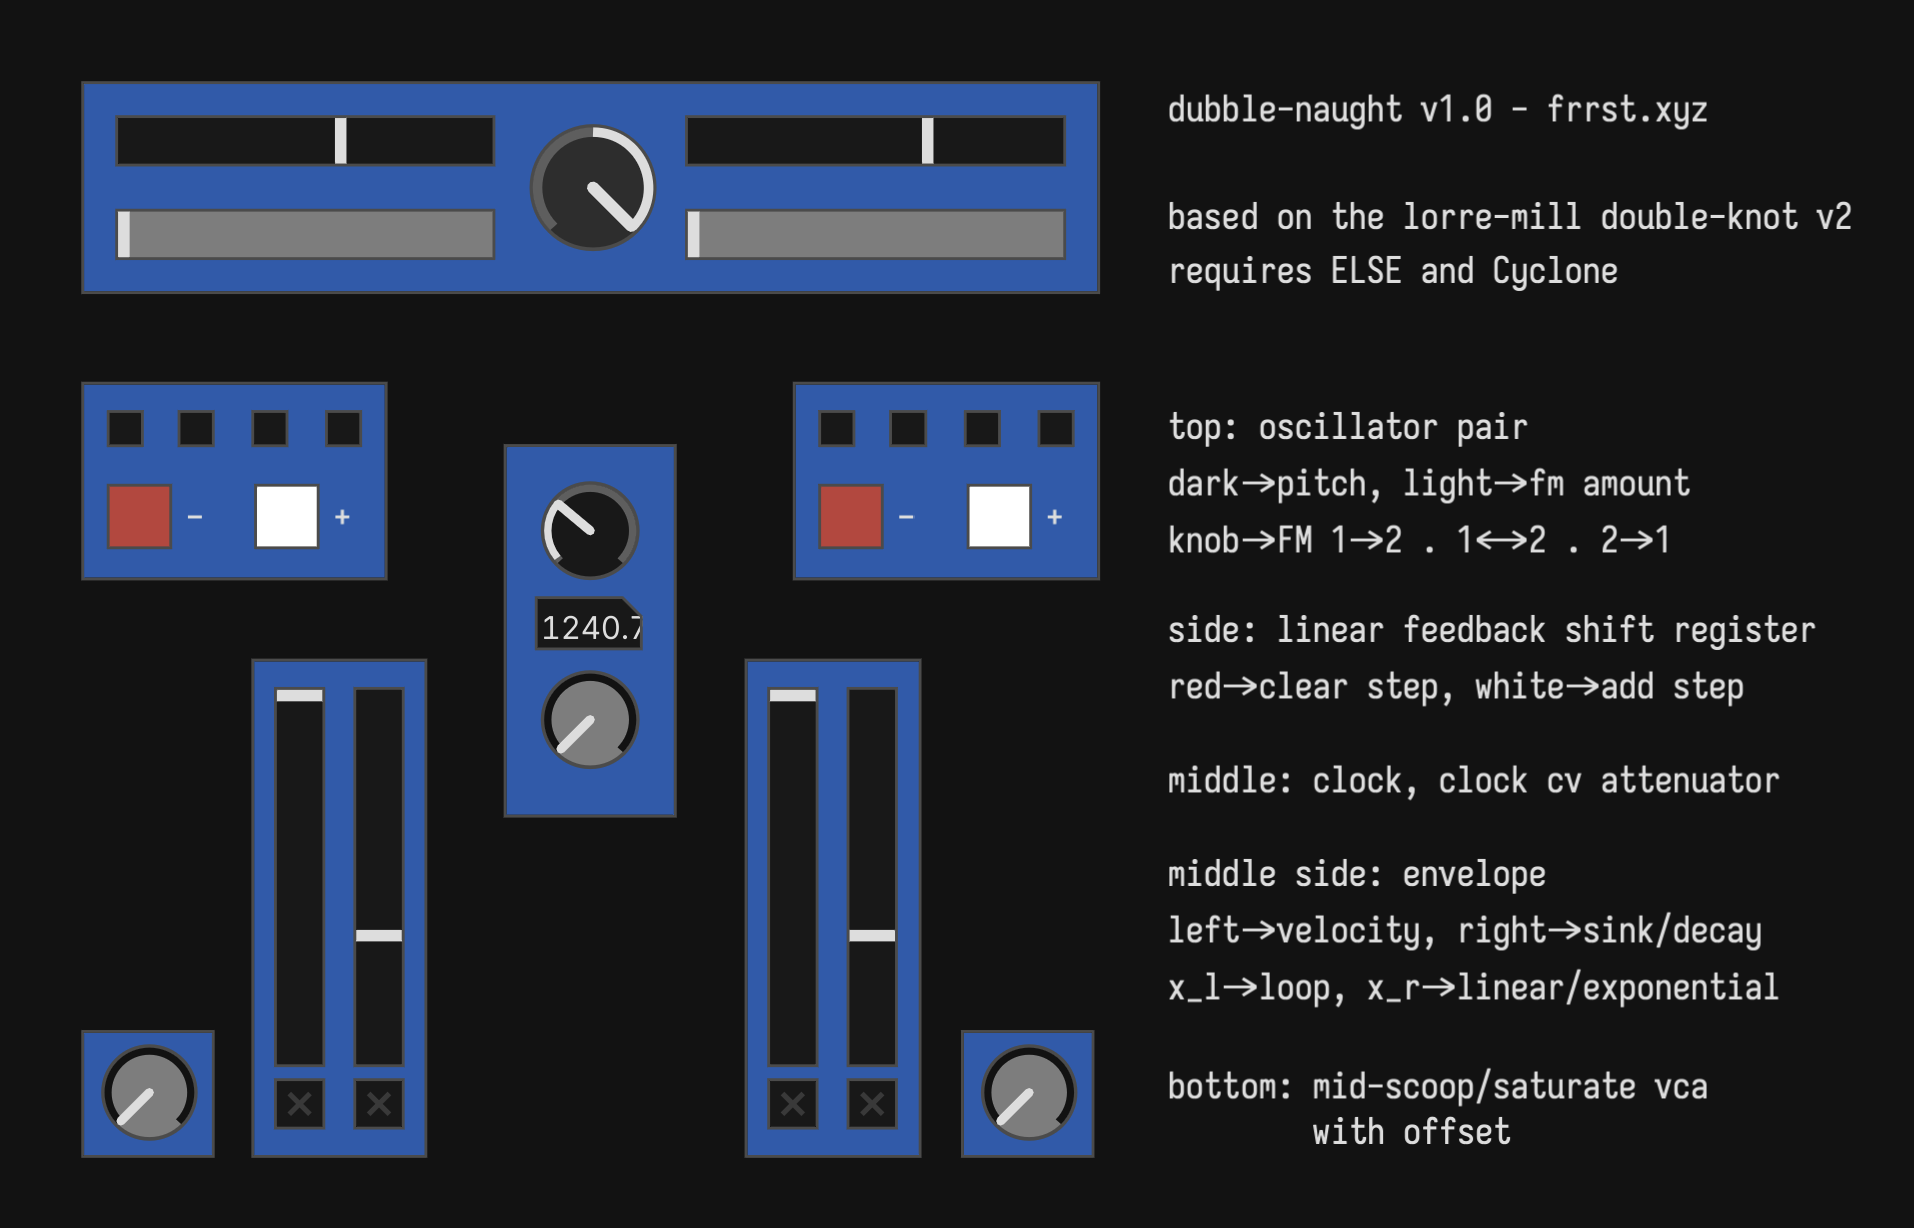 dubble-naught v1.0 - frrst.xyz
based on the lorre-mill double-knot v2
requires ELSE and Cyclone
top: oscillator pair
dark→pitch, light→fm amount
knob→FM 1→2 . 1↔2 . 2→1
- +
- +
1240.7
side: linear feedback shift register
red→clear step, white→add step
middle: clock, clock cv attenuator
middle side: envelope
left→velocity, right→sink/decay
x_l→loop, x_r→linear/exponential
bottom: mid-scoop/saturate vca
with offset